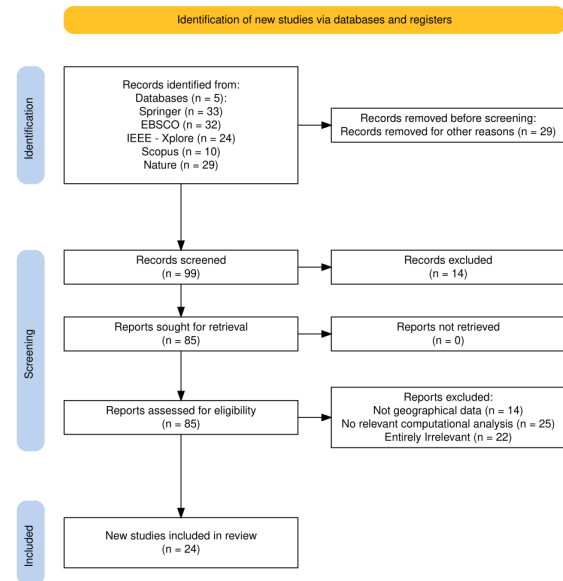 Identification of new studies via databases and registers
Identification
Records identified from:
Databases (n = 5):
Springer (n = 33)
EBSCO (n = 32)
IEEE - Xplore (n = 24)
Scopus (n = 10)
Nature (n = 29)
Records removed before screening:
Records removed for other reasons (n = 29)
Screening
Records screened
(n = 99)
Records excluded
(n = 14)
Reports sought for retrieval
(n = 85)
Reports not retrieved
(n = 0)
Reports assessed for eligibility
(n = 85)
Reports excluded:
Not geographical data (n = 14)
No relevant computational analysis (n = 25)
Entirely Irrelevant (n = 22)
Included
New studies included in review
(n = 24)